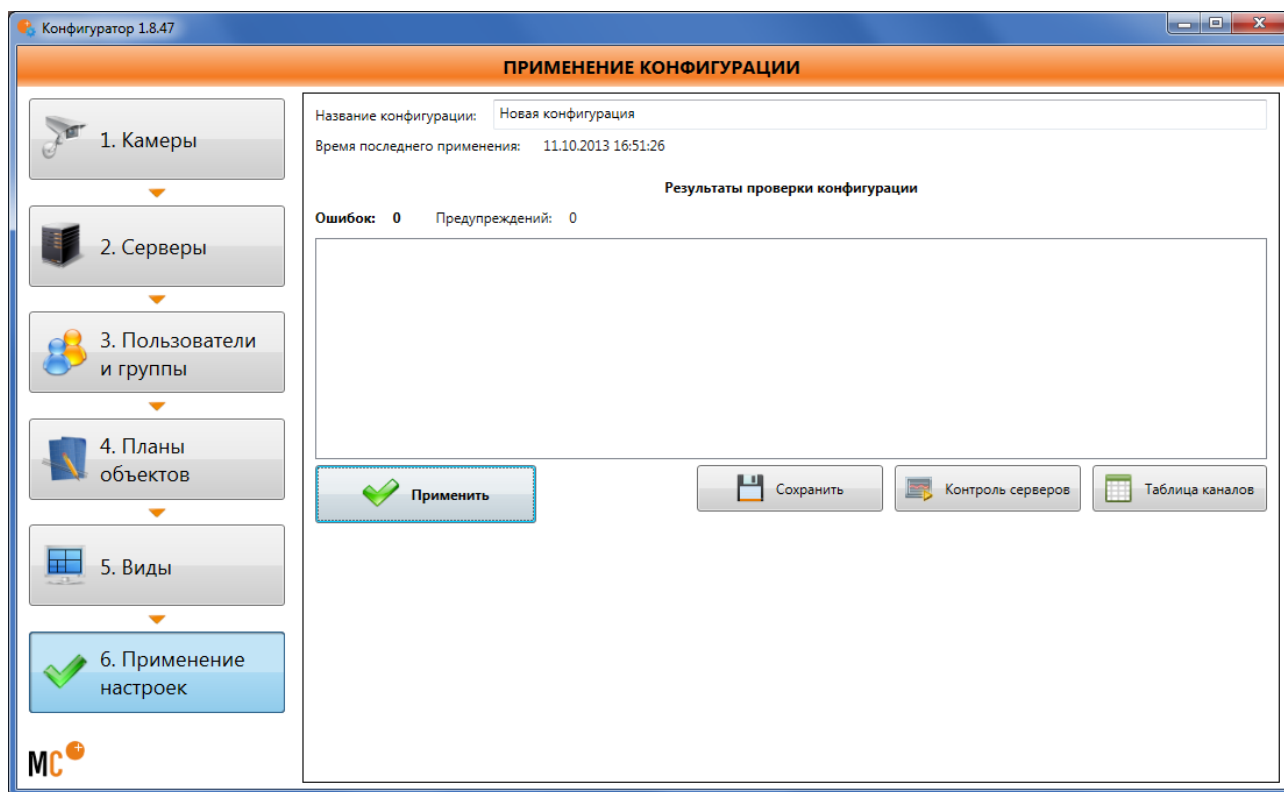 Конфигуратор 1.8.47
ПРИМЕНЕНИЕ КОНФИГУРАЦИИ
1. Камеры
2. Серверы
3. Пользователи
и группы
4. Планы
объектов
5. Виды
6. Применение
настроек
МС+
Название конфигурации: Новая конфигурация
Время последнего применения: 11.10.2013 16:51:26
Результаты проверки конфигурации
Ошибок: 0 Предупреждений: 0
Применить
Сохранить
Контроль серверов
Таблица каналов